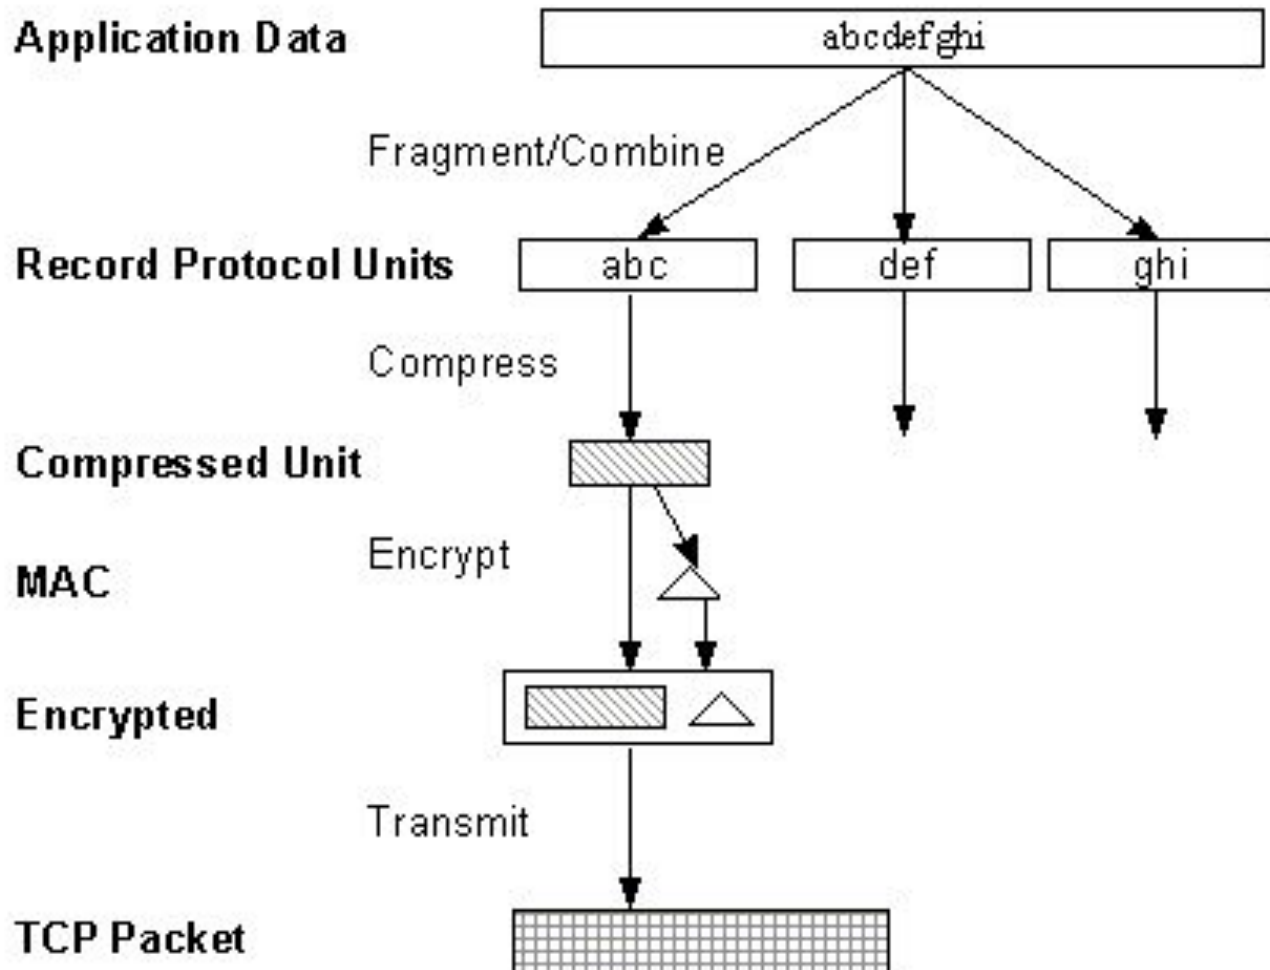 Application Data
abcdefghi
Fragment/Combine
Record Protocol Units
abc
def
ghi
Compress
Compressed Unit
Encrypt
MAC
Encrypted
Transmit
TCP Packet